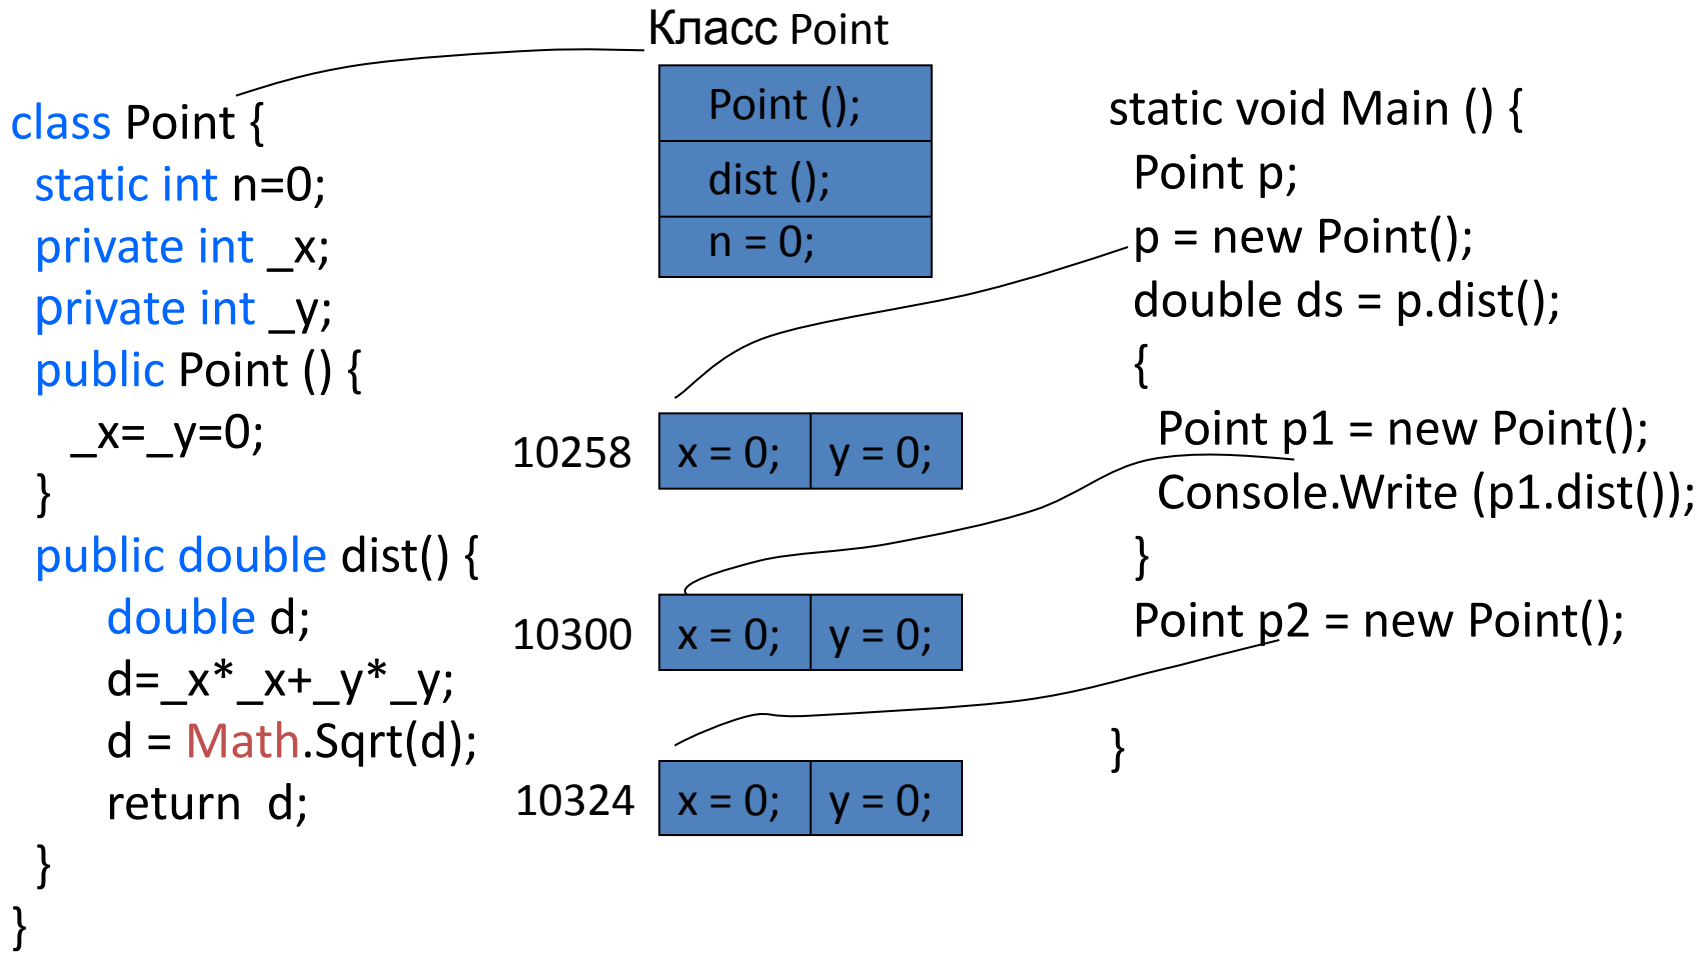 Класс Point
class Point {
static int n=0;
private int _x;
private int _y;
public Point () {
_x=_y=0;
}
public double dist() {
double d;
d=_x*_x+_y*_y;
d = Math.Sqrt(d);
return  d;
}
}
Point ();
dist ();
n = 0;
10258
x = 0;
y = 0;
10300
x = 0;
y = 0;
10324
x = 0;
y = 0;
static void Main () {
Point p;
p = new Point();
double ds = p.dist();
{
Point p1 = new Point();
Console.Write (p1.dist());
}
Point p2 = new Point();
}